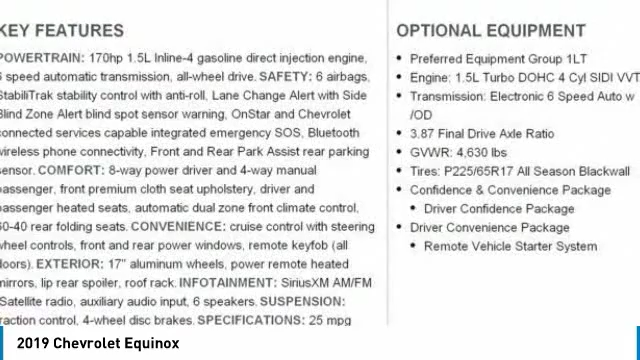 KEY FEATURES
POWERTRAIN: 170hp 1.5L Inline-4 gasoline direct injection engine,
6 speed automatic transmission, all-wheel drive. SAFETY: 6 airbags,
StabiliTrak stability control with anti-roll, Lane Change Alert with Side
Blind Zone Alert blind spot sensor warning, OnStar and Chevrolet
connected services capable integrated emergency SOS, Bluetooth
wireless phone connectivity, Front and Rear Park Assist rear parking
sensor. COMFORT: 8-way power driver and 4-way manual
passenger, front premium cloth seat upholstery, driver and
passenger heated seats, automatic dual zone front climate control,
60-40 rear folding seats. CONVENIENCE: cruise control with steering
wheel controls, front and rear power windows, remote keyfob (all
doors). EXTERIOR: 17" aluminum wheels, power remote heated
mirrors, lip rear spoiler, roof rack. INFOTAINMENT: SiriusXM AM/FM
/Satellite radio, auxiliary audio input, 6 speakers. SUSPENSION:
traction control, 4-wheel disc brakes. SPECIFICATIONS: 25 mpg
OPTIONAL EQUIPMENT
• Preferred Equipment Group 1LT
• Engine: 1.5L Turbo DOHC 4 Cyl SIDI VVT
• Transmission: Electronic 6 Speed Auto w
/OD
• 3.87 Final Drive Axle Ratio
• GVWR: 4,630 lbs
• Tires: P225/65R17 All Season Blackwall
• Confidence & Convenience Package
• Driver Confidence Package
• Driver Convenience Package
• Remote Vehicle Starter System
2019 Chevrolet Equinox